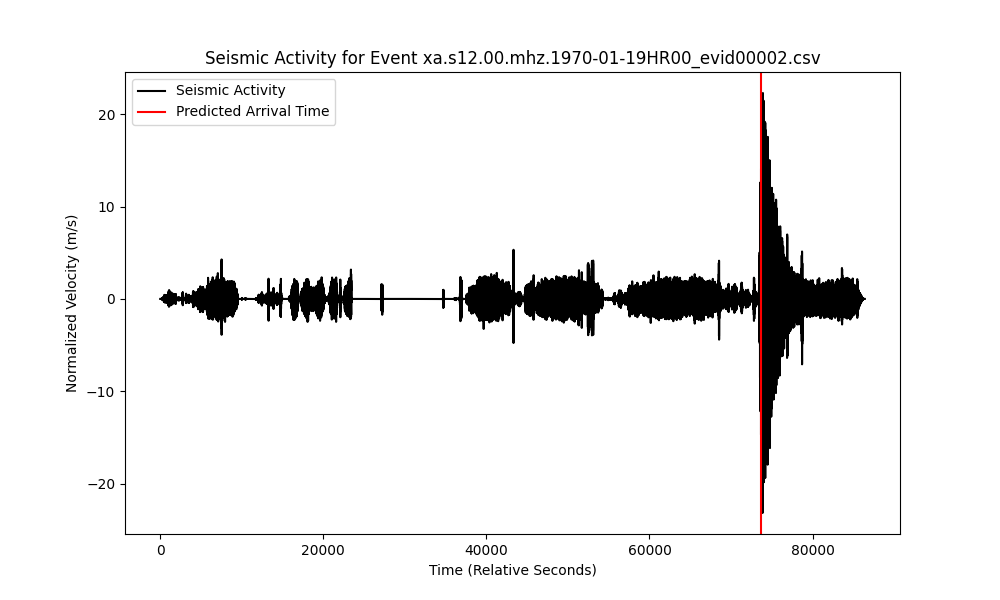 Seismic Activity for Event xa.s12.00.mhz.1970-01-19HR00_evid00002.csv
Seismic Activity
Predicted Arrival Time
20
10
0
−10
−20
Normalized Velocity (m/s)
0 20000 40000 60000 80000
Time (Relative Seconds)